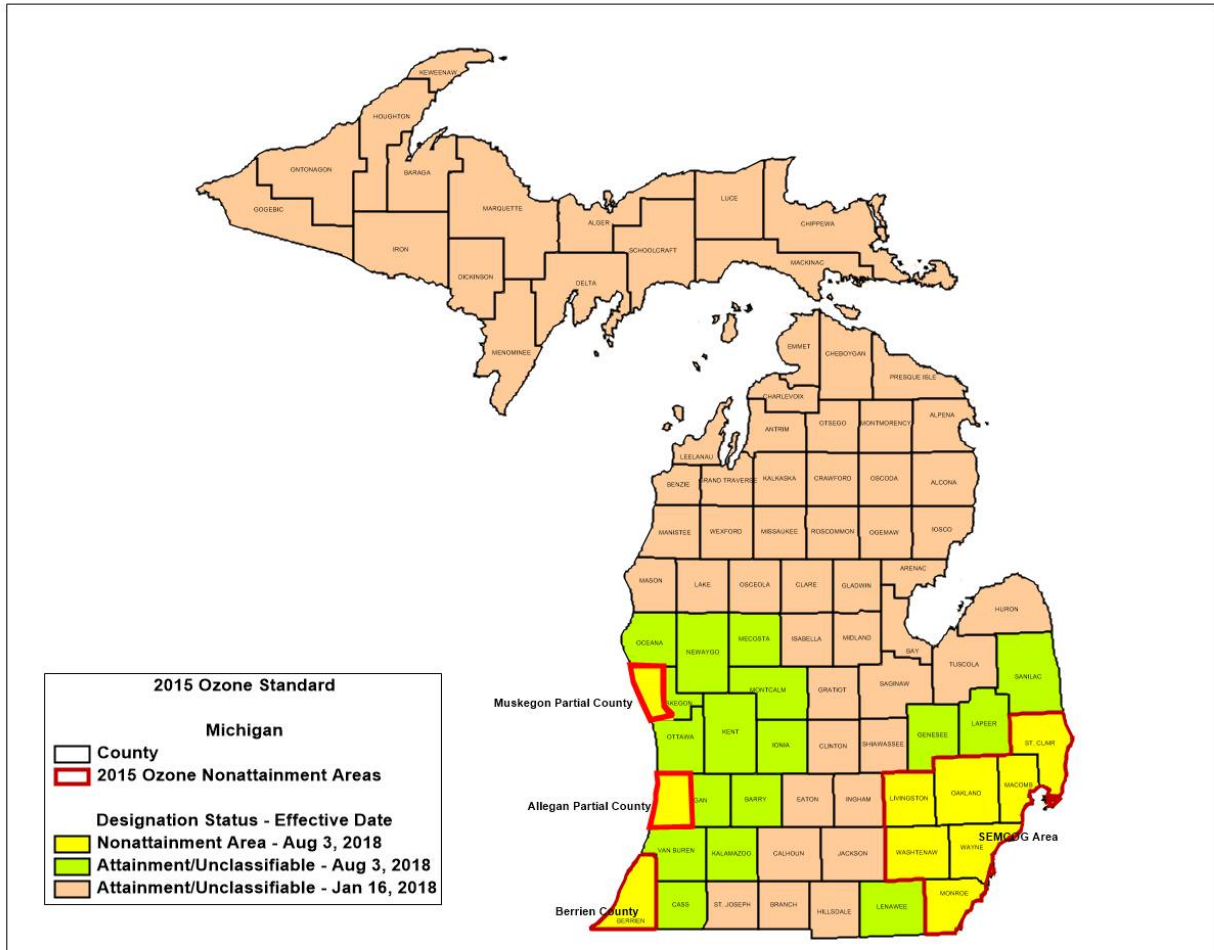 KEWEENAW
HOUGHTON
ONTONAGON
BARAGA
GOGEBIC
MARQUETTE
LUCE
ALGER
CHIPPEWA
IRON
SCHOOLCRAFT
MACKINAC
DICKINSON
DELTA
MENOMINEE
EMMET
CHEBOYGAN
PRESQUE ISLE
CHARLEVOIX
ANTRIM
OTSEGO
MONTMORENCY
ALPENA
LEELANAU
BENZIE
GRAND TRAVERSE
KALKASKA
CRAWFORD
OSCODA
ALCONA
MANISTEE
WEXFORD
MISSAUKEE
ROSCOMMON
OGEMAW
IOSCO
ARENAC
MASON
LAKE
OSCEOLA
CLARE
GLADWIN
HURON
OCEANA
NEWAYGO
MECOSTA
ISABELLA
MIDLAND
BAY
TUSCOLA
SANILAC
MONTCALM
GRATIOT
SAGINAW
Muskegon Partial County
SKEGON
OTTAWA
KENT
IONIA
CLINTON
SHIAWASSEE
GENESEE
LAPEER
ST. CLAIR
Allegan Partial County
GAN
BARRY
EATON
INGHAM
LIVINGSTON
OAKLAND
MACOMB
SEMCOG Area
VAN BUREN
KALAMAZOO
CALHOUN
JACKSON
WASHTENAW
WAYNE
Berrien County
BERRIEN
CASS
ST. JOSEPH
BRANCH
HILLSDALE
LENAWEE
MONROE
2015 Ozone Standard
Michigan
County
2015 Ozone Nonattainment Areas
Designation Status - Effective Date
Nonattainment Area - Aug 3, 2018
Attainment/Unclassifiable - Aug 3, 2018
Attainment/Unclassifiable - Jan 16, 2018